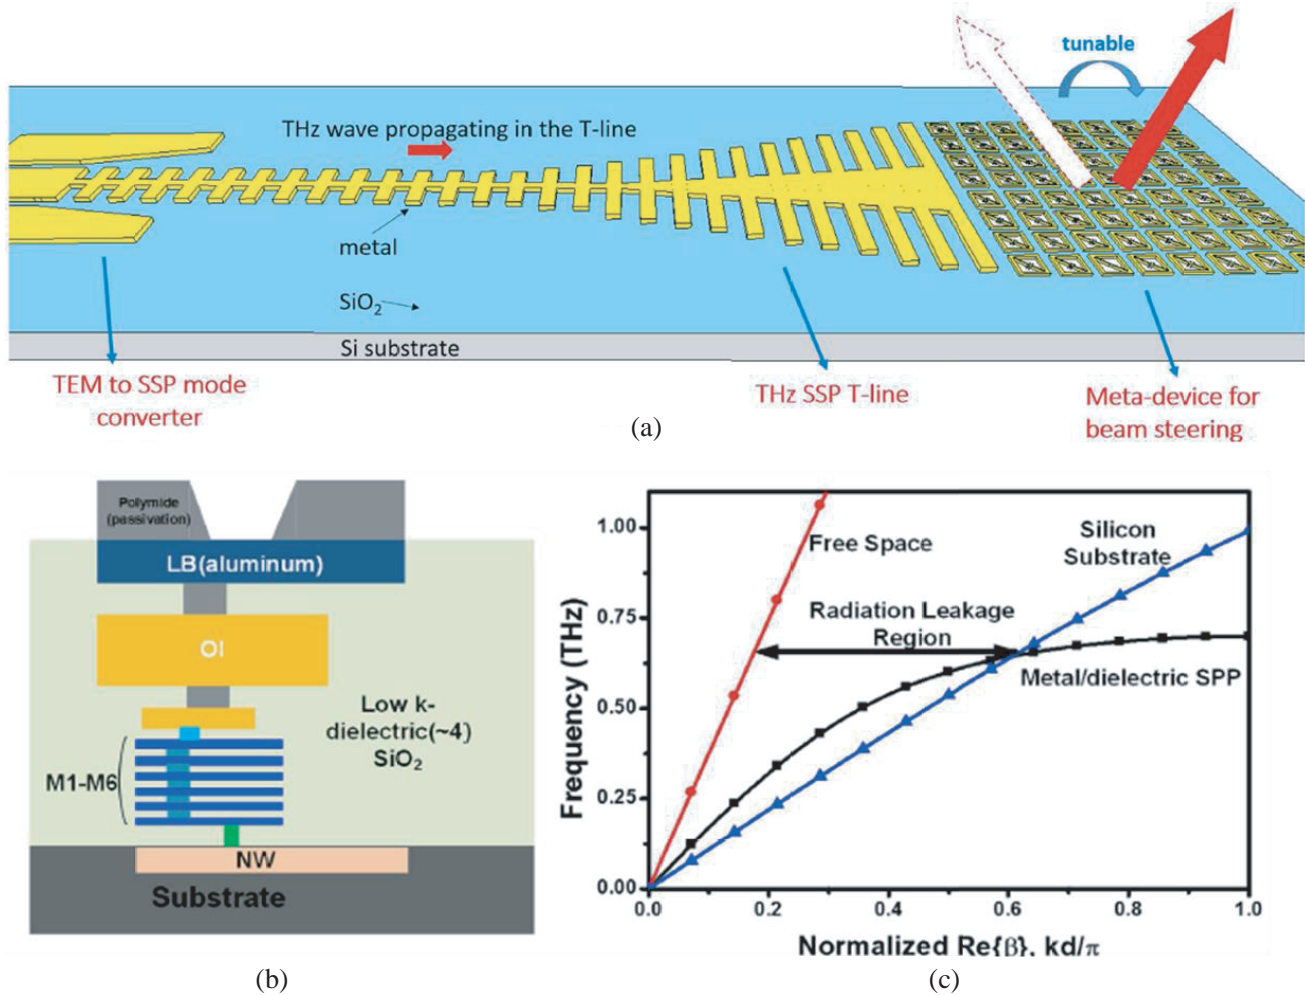 tunable
THz wave propagating in the T-line
metal
SiO2
Si substrate
TEM to SSP mode
converter
THz SSP T-line
Meta-device for
beam steering
(a)
Polymide
(passivation)
LB(aluminum)
OI
Low k-
dielectric(~4)
SiO2
M1-M6
NW
Substrate
(b)
Frequency (THz)
1.00
0.75
0.50
0.25
0.00
Free Space
Silicon
Substrate
Radiation Leakage
Region
Metal/dielectric SPP
0.0 0.2 0.4 0.6 0.8 1.0
Normalized Re{β}, kd/π
(c)